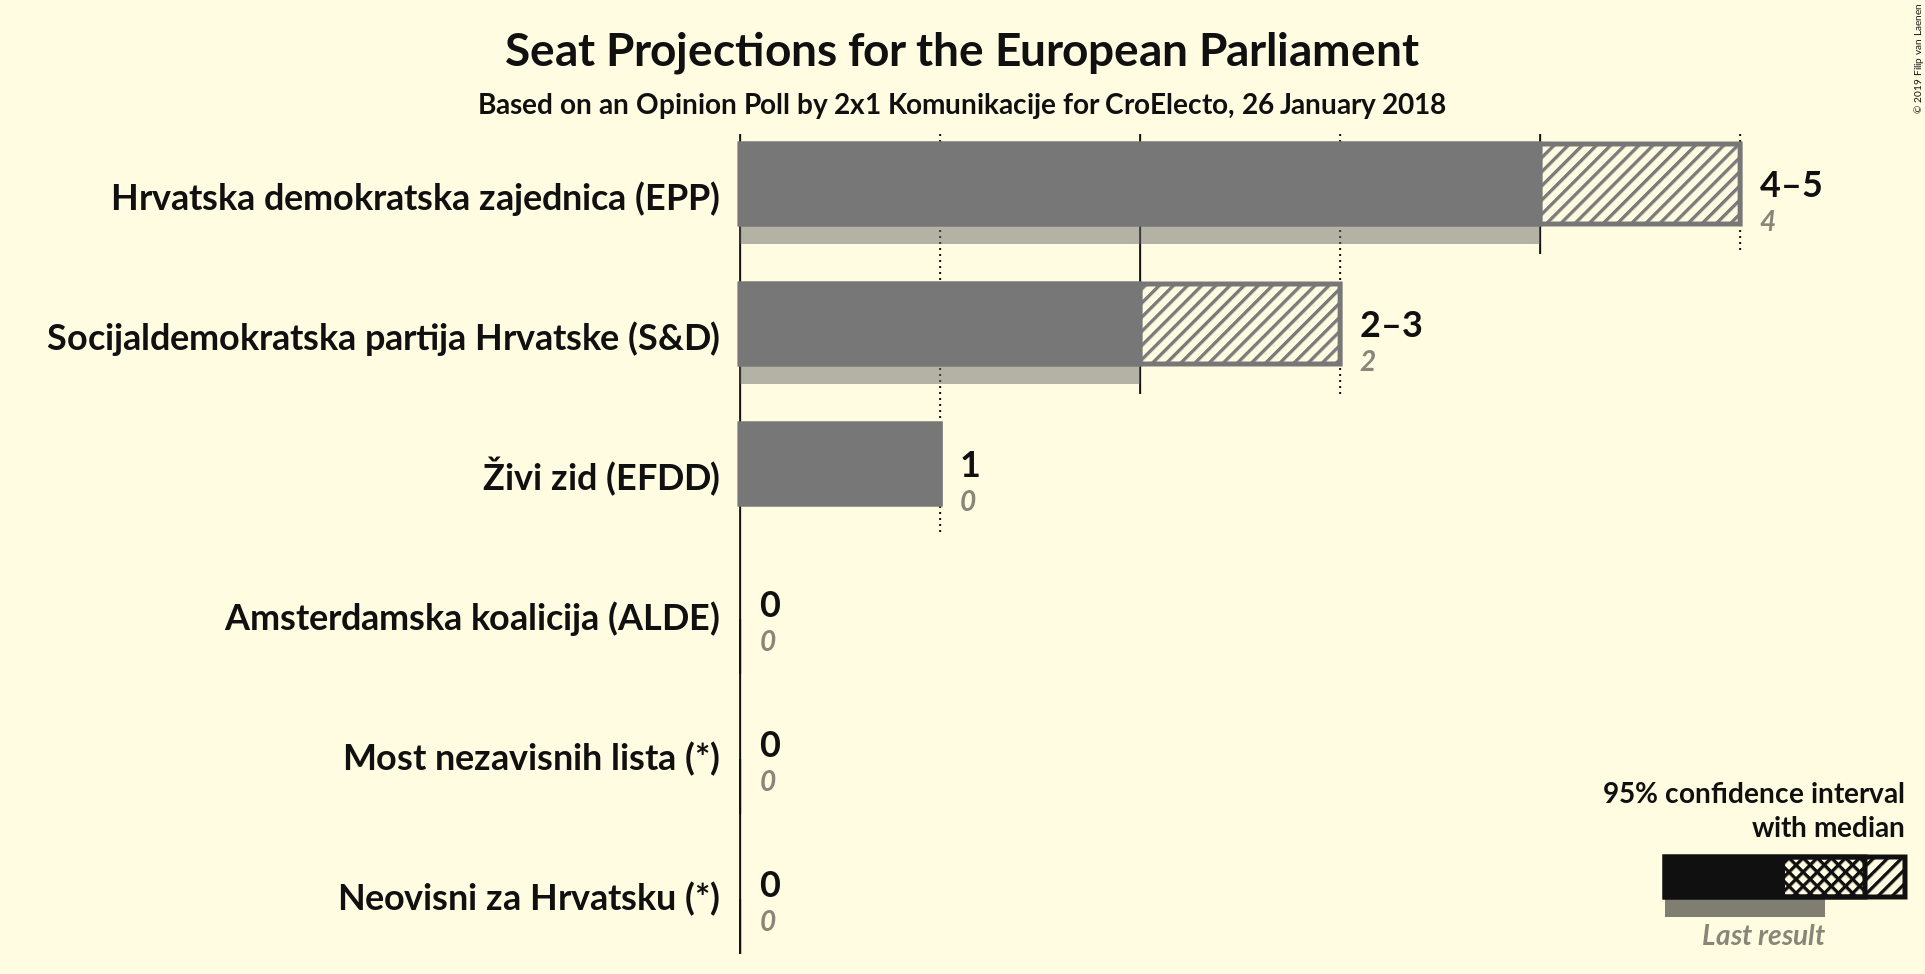 Seat Projections for the European Parliament
Based on an Opinion Poll by 2x1 Komunikacije for CroElecto, 26 January 2018
© 2019 Filip van Laenen
Hrvatska demokratska zajednica (EPP)
4–5
4
Socijaldemokratska partija Hrvatske (S&D)
2–3
2
Živi zid (EFDD)
1
0
Amsterdamska koalicija (ALDE)
0
0
Most nezavisnih lista (*)
0
0
Neovisni za Hrvatsku (*)
0
0
95% confidence interval
with median
Last result